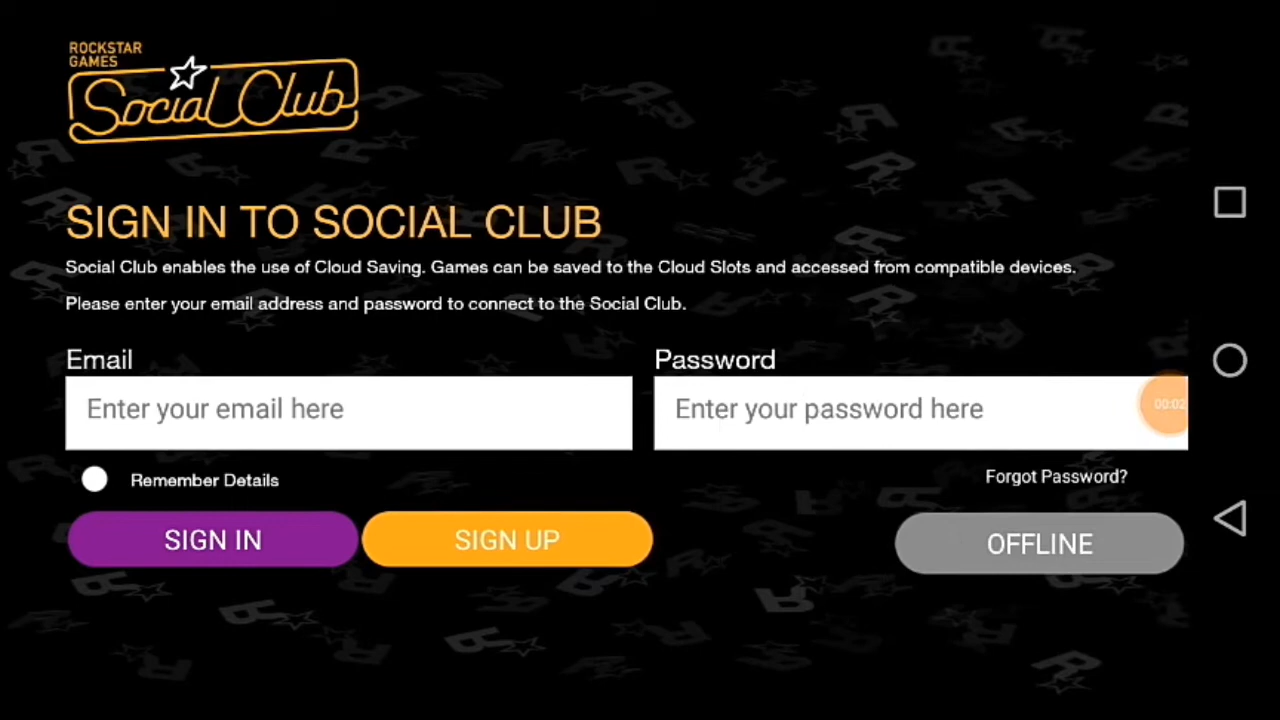 ROCKSTAR
GAMES
Social Club
SIGN IN TO SOCIAL CLUB
Social Club enables the use of Cloud Saving. Games can be saved to the Cloud Slots and accessed from compatible devices.
Please enter your email address and password to connect to the Social Club.
Email Password
Enter your email here Enter your password here
00:02
Remember Details Forgot Password?
SIGN IN SIGN UP OFFLINE